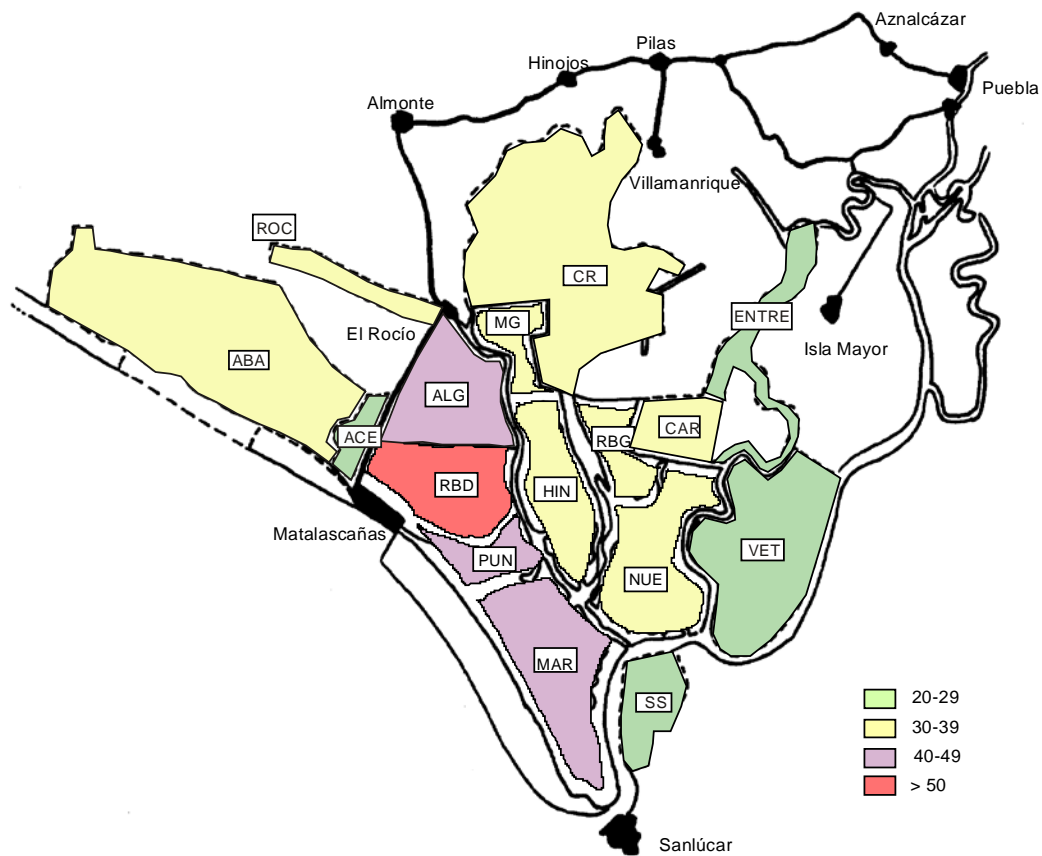 Aznalcázar
Pilas
Hinojos
Puebla
Almonte
Villamanrique
ROC
CR
ENTRE
MG
El Rocío
Isla Mayor
ABA
ALG
ACE
RBG
CAR
RBD
HIN
Matalascañas
VET
PUN
NUE
MAR
SS
20-29
30-39
40-49
> 50
Sanlúcar